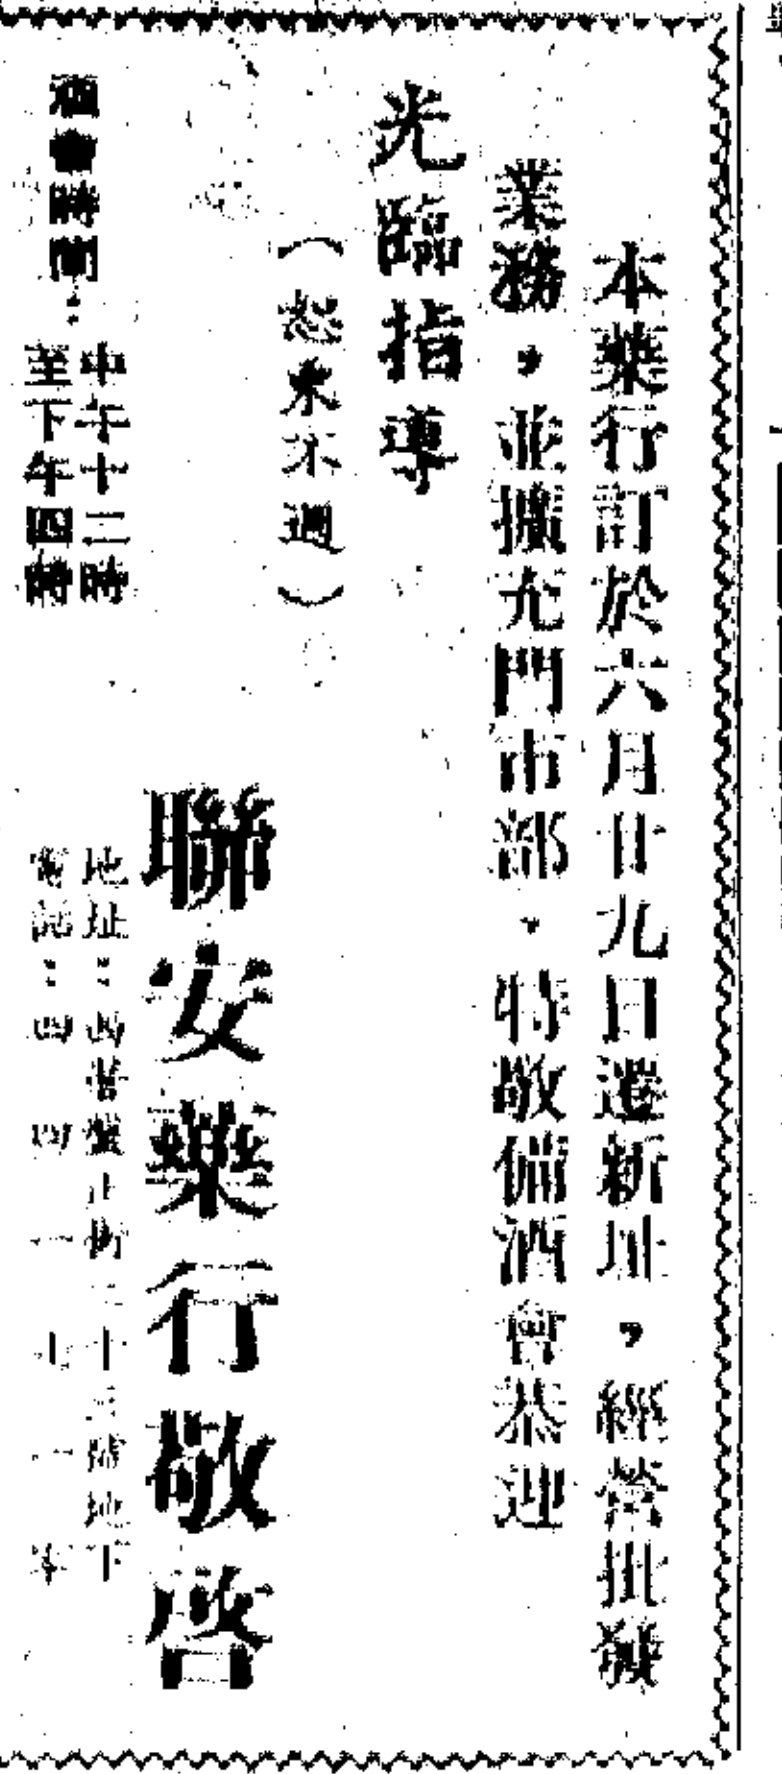 本藥行訂於六月廿九日遷新址，經營批發
業務，並擴充門市部，特敬備酒會恭迎
光臨指導
（恕柬不週）
酒會時間：
中午十二時
至下午四時
聯安藥行敬啓
地址：西營盤正街二十三號地下
電話：四四一七一